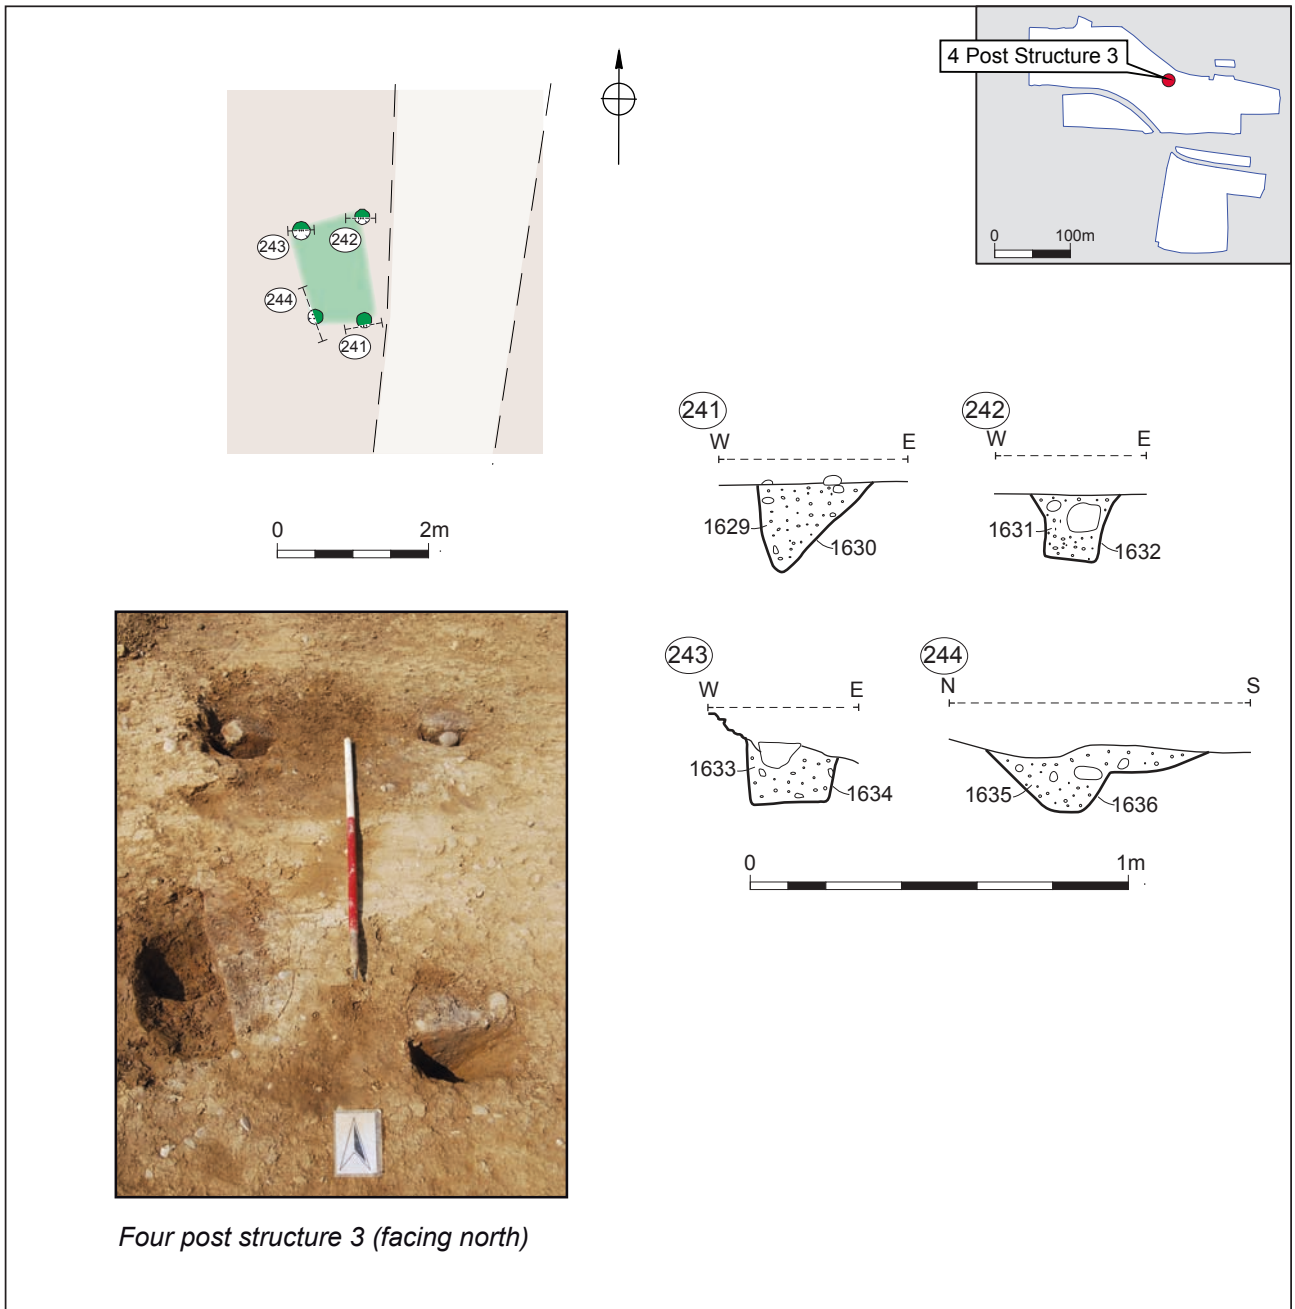 4 Post Structure 3
0 100m
243
242
244
241
0 2m
241
W E
1629
1630
242
W E
1631
1632
243
W E
1633
1634
244
N S
1635
1636
0 1m
Four post structure 3 (facing north)